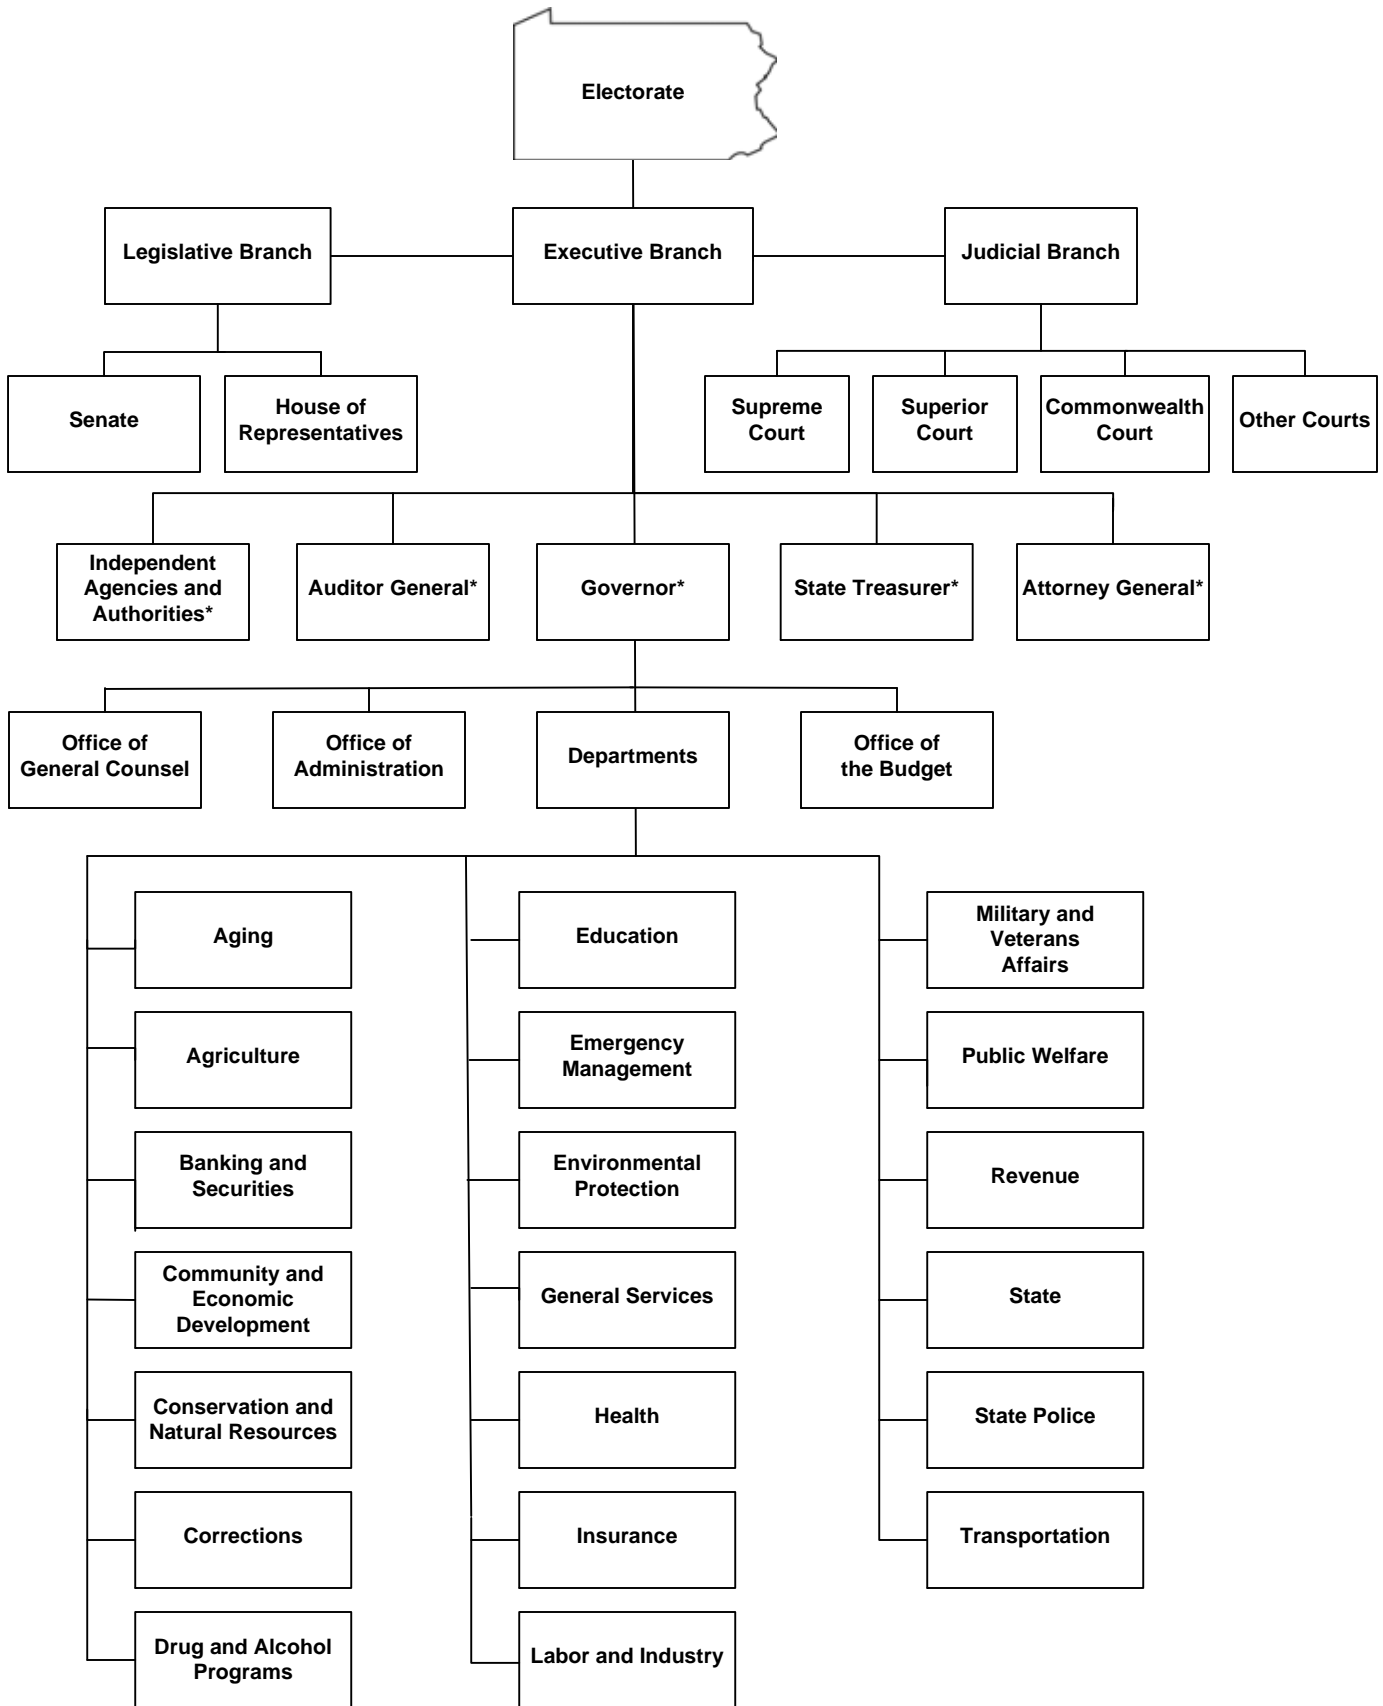 Electorate
Legislative Branch
Executive Branch
Judicial Branch
Senate
House of
Representatives
Supreme
Court
Superior
Court
Commonwealth
Court
Other Courts
Independent
Agencies and
Authorities*
Auditor General*
Governor*
State Treasurer*
Attorney General*
Office of
General Counsel
Office of
Administration
Departments
Office of
the Budget
Aging
Education
Military and
Veterans
Affairs
Agriculture
Emergency
Management
Public Welfare
Banking and
Securities
Environmental
Protection
Revenue
Community and
Economic
Development
General Services
State
Conservation and
Natural Resources
Health
State Police
Corrections
Insurance
Transportation
Drug and Alcohol
Programs
Labor and Industry